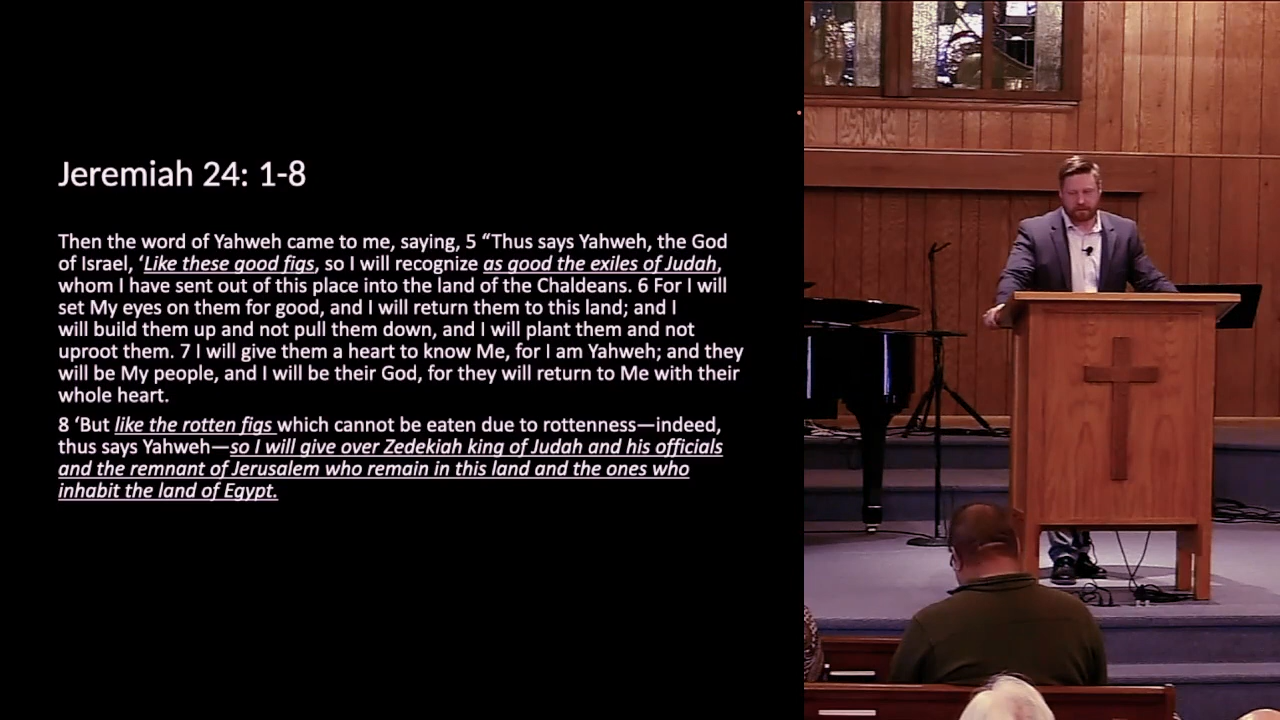 Jeremiah 24: 1-8
Then the word of Yahweh came to me, saying, 5 “Thus says Yahweh, the God
of Israel, ‘Like these good figs, so I will recognize as good the exiles of Judah,
whom I have sent out of this place into the land of the Chaldeans. 6 For I will
set My eyes on them for good, and I will return them to this land; and I
will build them up and not pull them down, and I will plant them and not
uproot them. 7 I will give them a heart to know Me, for I am Yahweh; and they
will be My people, and I will be their God, for they will return to Me with their
whole heart.
8 ‘But like the rotten figs which cannot be eaten due to rottenness—indeed,
thus says Yahweh—so I will give over Zedekiah king of Judah and his officials
and the remnant of Jerusalem who remain in this land and the ones who
inhabit the land of Egypt.